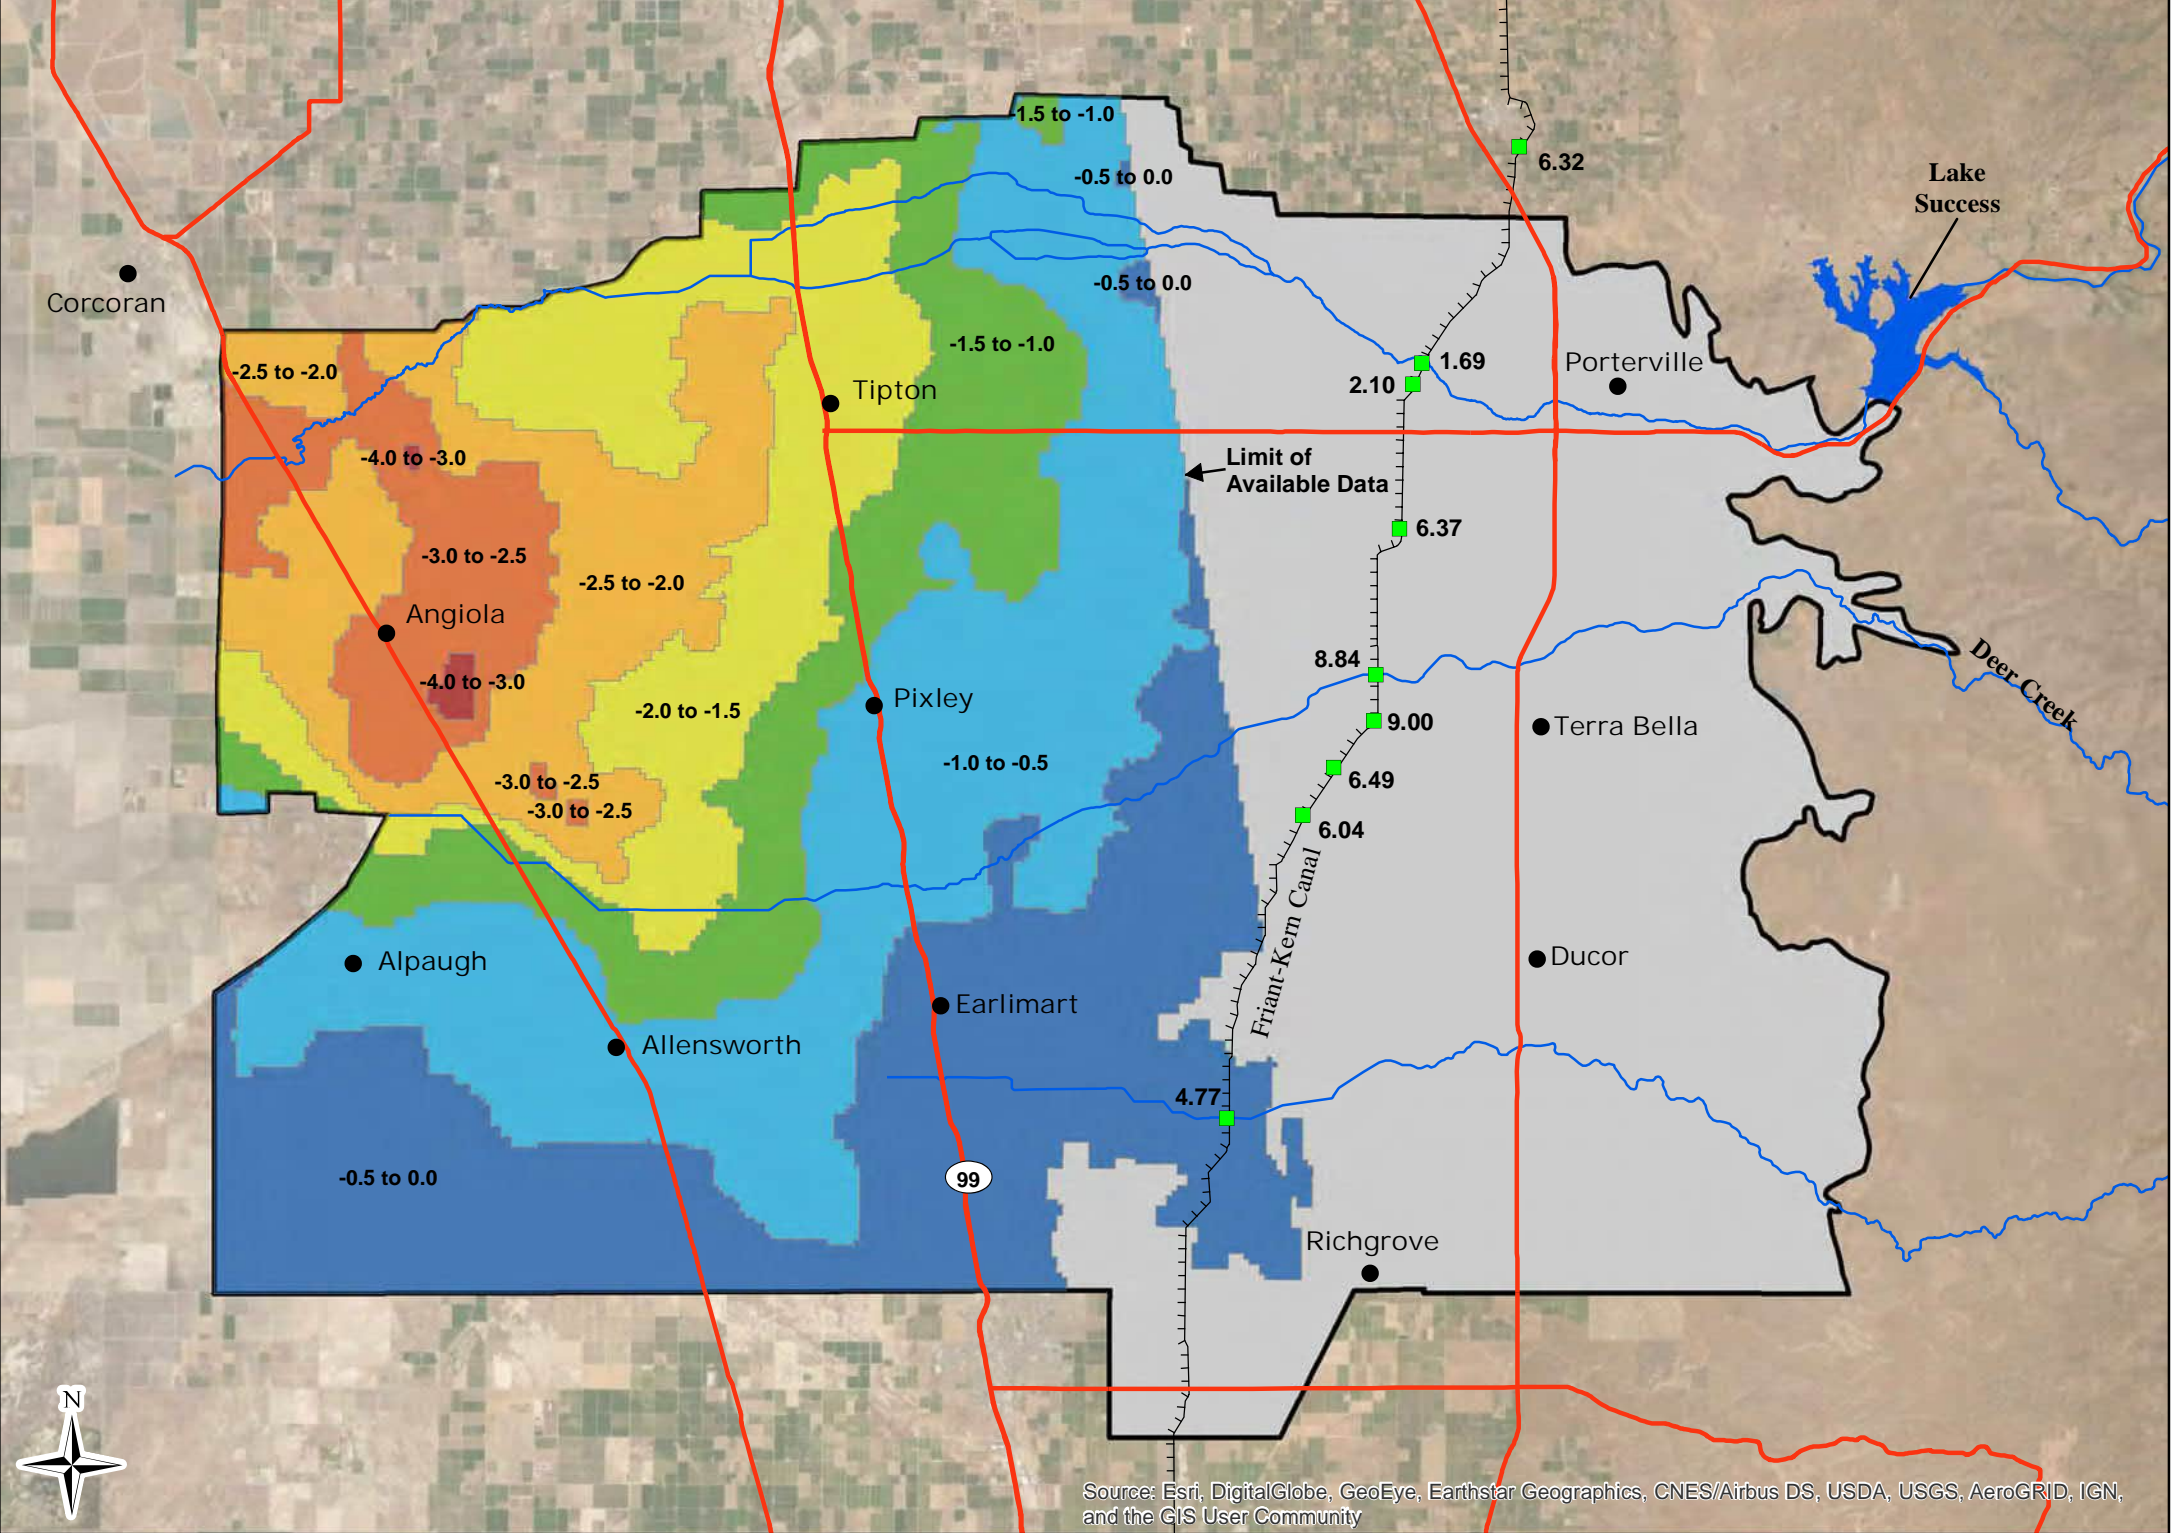 1.5 to -1.0
6.32
-0.5 to 0.0
Lake
Success
-0.5 to 0.0
Corcoran
-1.5 to -1.0
-2.5 to -2.0
1.69
Porterville
2.10
Tipton
-4.0 to -3.0
Limit of
Available Data
6.37
-3.0 to -2.5
-2.5 to -2.0
Angiola
8.84
Deer Creek
-4.0 to -3.0
Pixley
-2.0 to -1.5
9.00
Terra Bella
-1.0 to -0.5
6.49
-3.0 to -2.5
-3.0 to -2.5
6.04
Friant-Kern Canal
Alpaugh
Ducor
Earlimart
Allensworth
4.77
-0.5 to 0.0
99
Richgrove
N
Source: Esri, DigitalGlobe, GeoEye, Earthstar Geographics, CNES/Airbus DS, USDA, USGS, AeroGRID, IGN,
and the GIS User Community